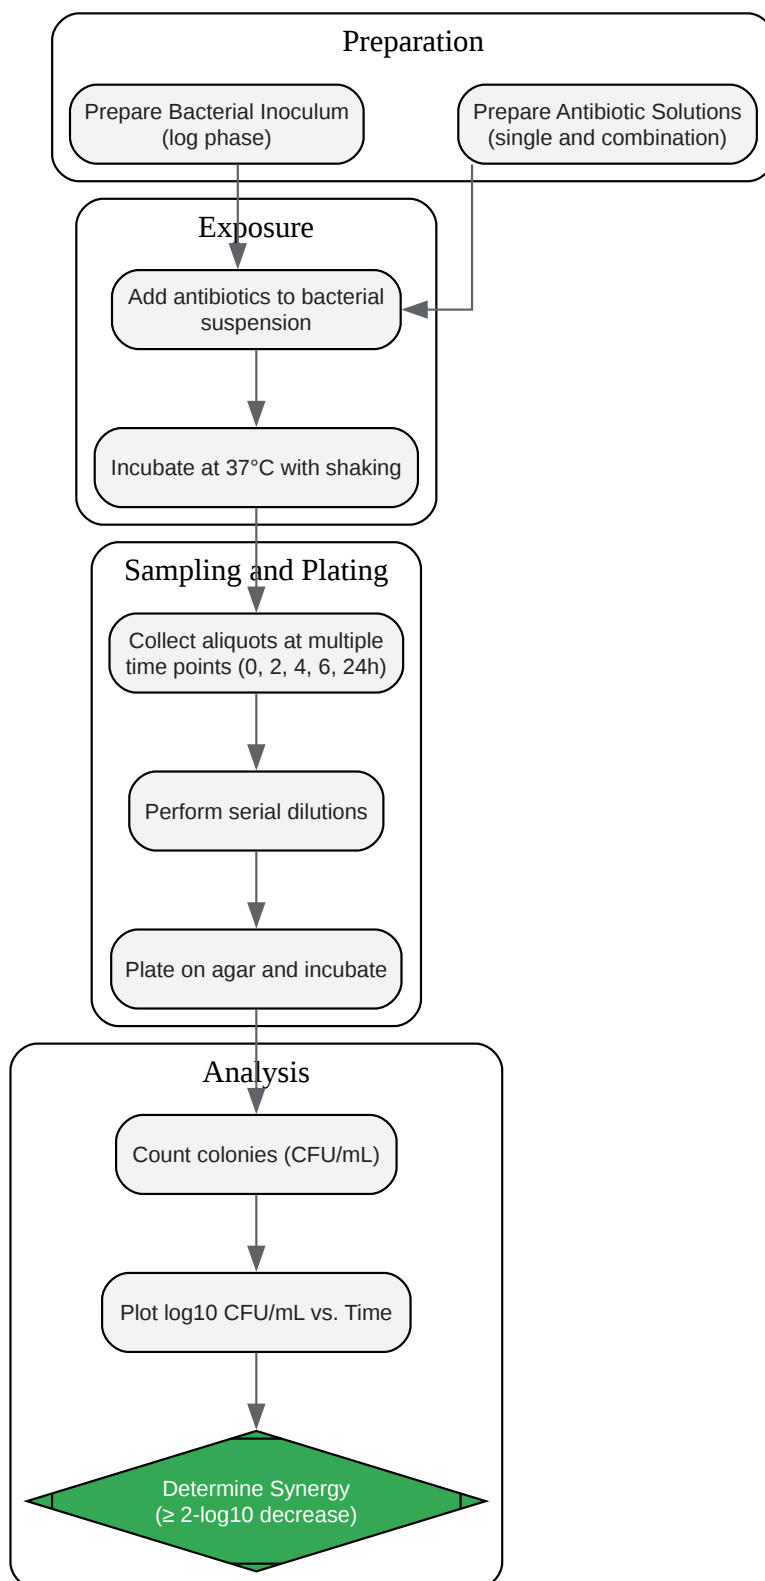 Preparation
Prepare Bacterial Inoculum
(log phase)
Prepare Antibiotic Solutions
(single and combination)
Exposure
Add antibiotics to bacterial
suspension
Incubate at 37°C with shaking
Sampling and Plating
Collect aliquots at multiple
time points (0, 2, 4, 6, 24h)
Perform serial dilutions
Plate on agar and incubate
Analysis
Count colonies (CFU/mL)
Plot log10 CFU/mL vs. Time
Determine Synergy
(≥ 2-log10 decrease)